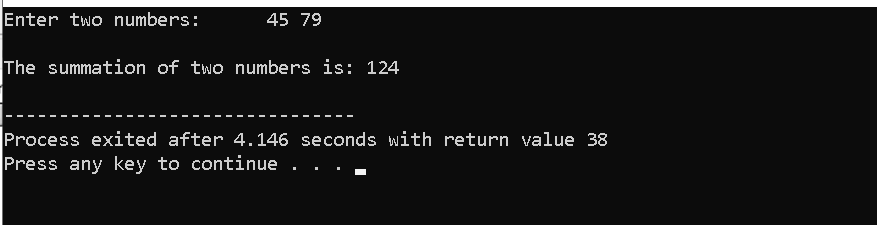 Enter two numbers:      45 79
The summation of two numbers is: 124
--------------------------------
Process exited after 4.146 seconds with return value 38
Press any key to continue . . .